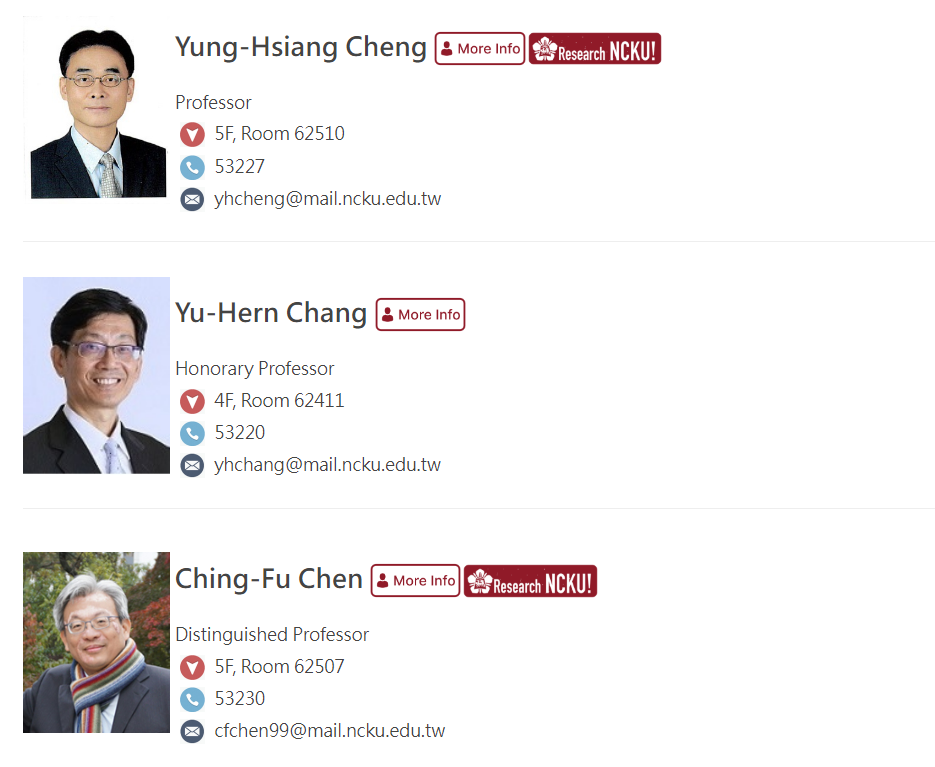 Yung-Hsiang Cheng More Info Research NCKU!
Professor
5F, Room 62510
53227
yhcheng@mail.ncku.edu.tw
Yu-Hern Chang More Info
Honorary Professor
4F, Room 62411
53220
yhchang@mail.ncku.edu.tw
Ching-Fu Chen More Info Research NCKU!
Distinguished Professor
5F, Room 62507
53230
cfchen99@mail.ncku.edu.tw